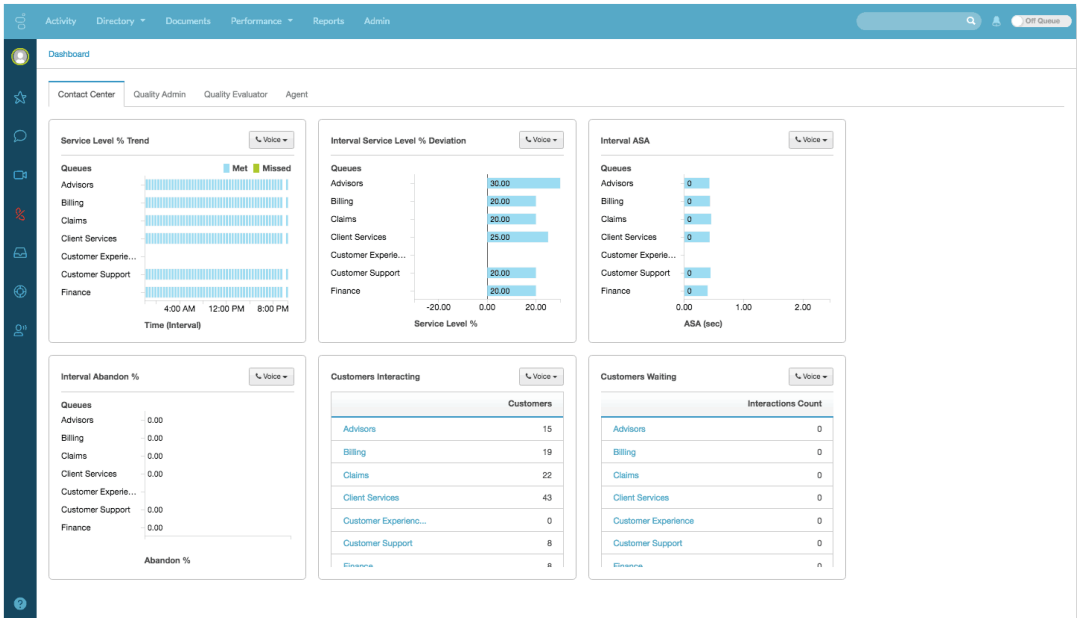 Activity Directory Documents Performance Reports Admin Off Queue
Dashboard
Contact Center Quality Admin Quality Evaluator Agent
Service Level % Trend Voice
Queues Met Missed
Advisors
Billing
Claims
Client Services
Customer Experie...
Customer Support
Finance
4:00 AM 12:00 PM 8:00 PM
Time (Interval)
Interval Service Level % Deviation Voice
Queues
Advisors 30.00
Billing 20.00
Claims 20.00
Client Services 25.00
Customer Experie...
Customer Support 20.00
Finance 20.00
-20.00 0.00 20.00
Service Level %
Interval ASA Voice
Queues
Advisors 0
Billing 0
Claims 0
Client Services 0
Customer Experie...
Customer Support 0
Finance 0
0.00 1.00 2.00
ASA (sec)
Interval Abandon % Voice
Queues
Advisors 0.00
Billing 0.00
Claims 0.00
Client Services 0.00
Customer Experie...
Customer Support 0.00
Finance 0.00
Abandon %
Customers Interacting Voice
Customers
Advisors 15
Billing 19
Claims 22
Client Services 43
Customer Experienc... 0
Customer Support 8
Finance 8
Customers Waiting Voice
Interactions Count
Advisors 0
Billing 0
Claims 0
Client Services 0
Customer Experience 0
Customer Support 0
Finance 0